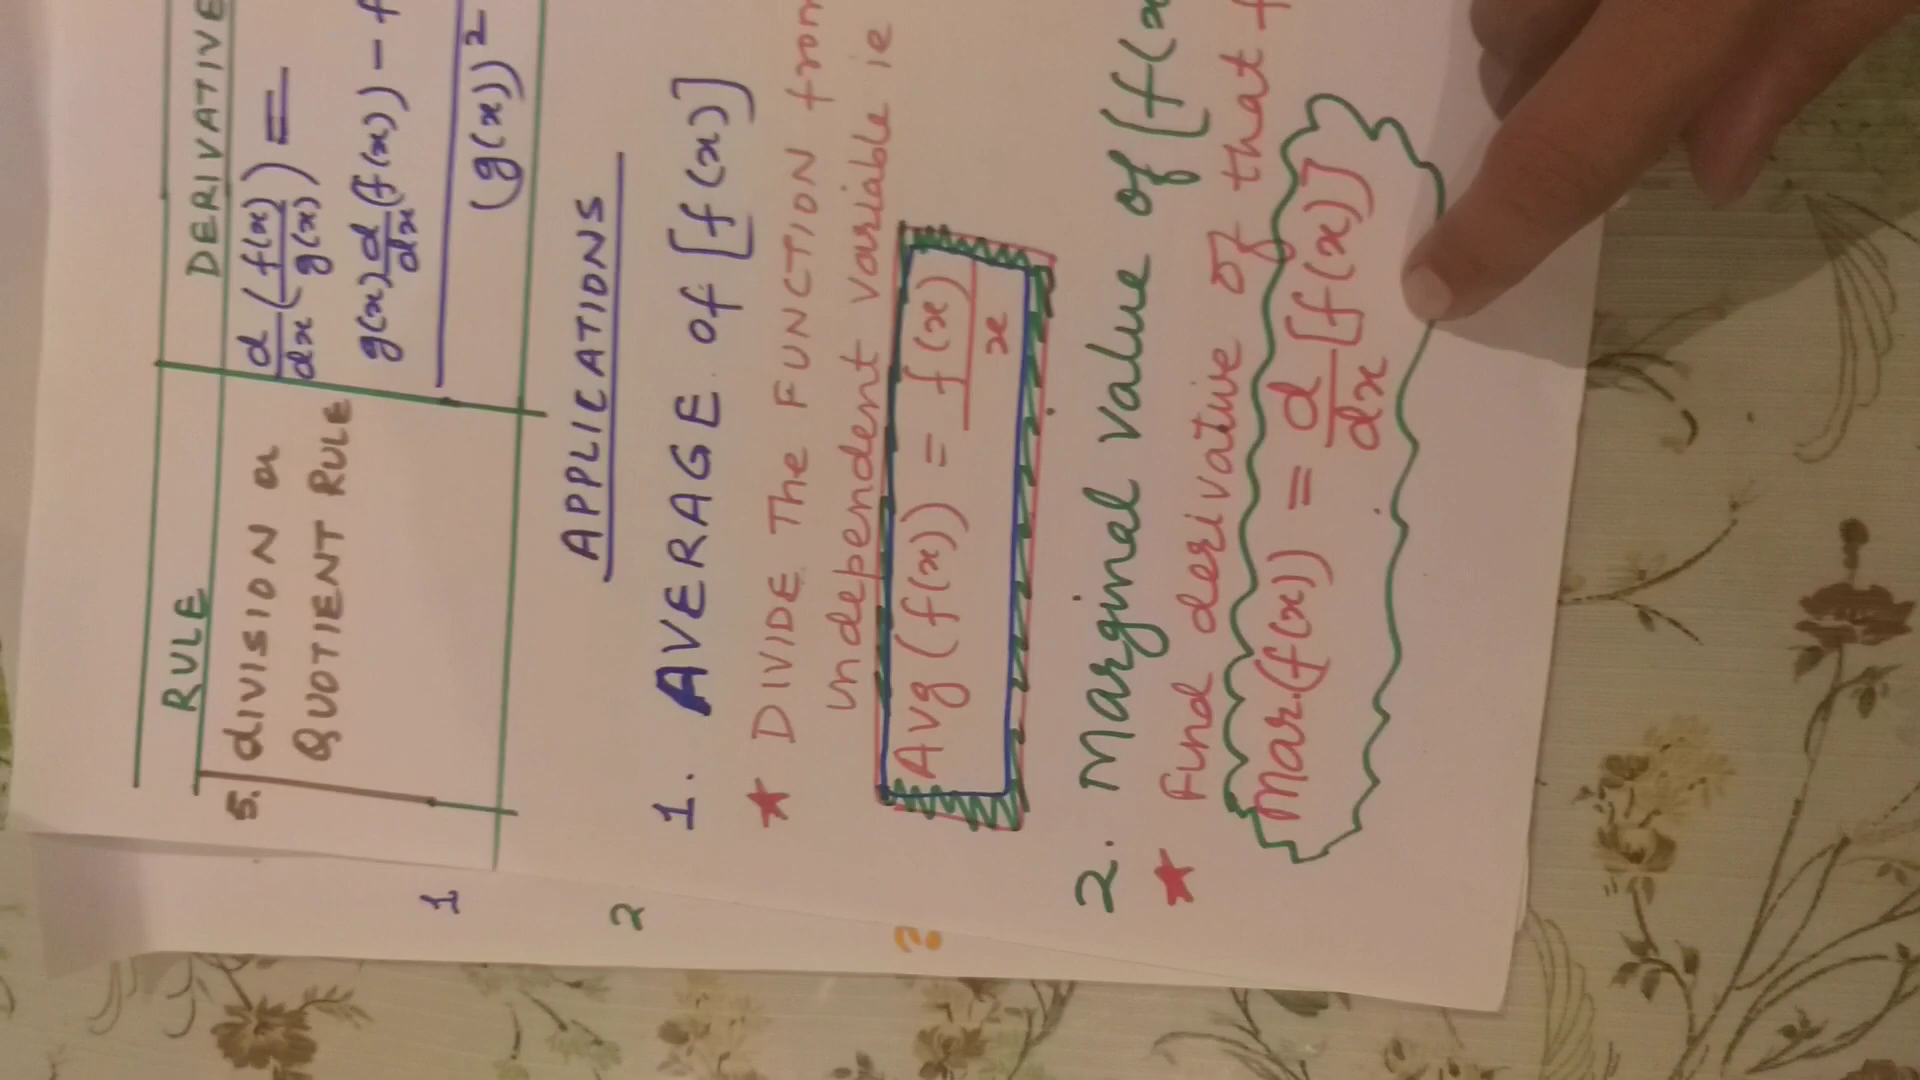 RULE DERIVATIVE
5. division or d/dx (f(x)/g(x)) =
QUOTIENT RULE g(x) d/dx (f(x)) - f
(g(x))²
1
APPLICATIONS
2
1. AVERAGE of [f(x)]
★ DIVIDE The FUNCTION from
independent variable ie
Avg (f(x)) = f(x)/x
2. Marginal value of [f(x
★ Find derivative of that f
Mar.(f(x)) = d/dx [f(x)]